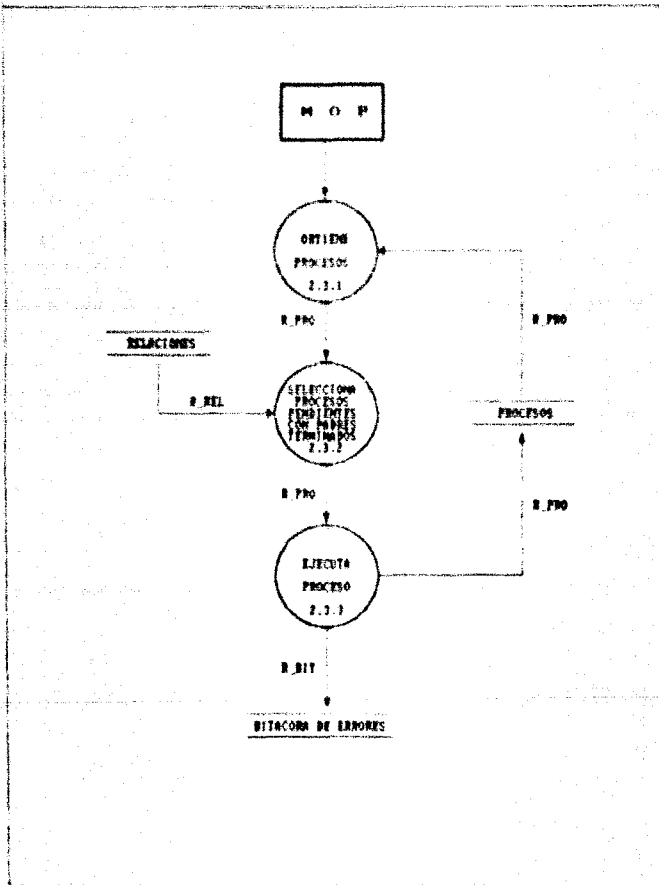 M O P
OBTIENE
PROCESOS
2.3.1
R_PRO
R_PRO
RELACIONES
R_REL
SELECCIONA
PROCESOS
PENDIENTES
CON PADRES
TERMINADOS
2.3.2
PROCESOS
R_PRO
R_PRO
EJECUTA
PROCESO
2.3.3
R_BIT
BITACORA DE ERRORES